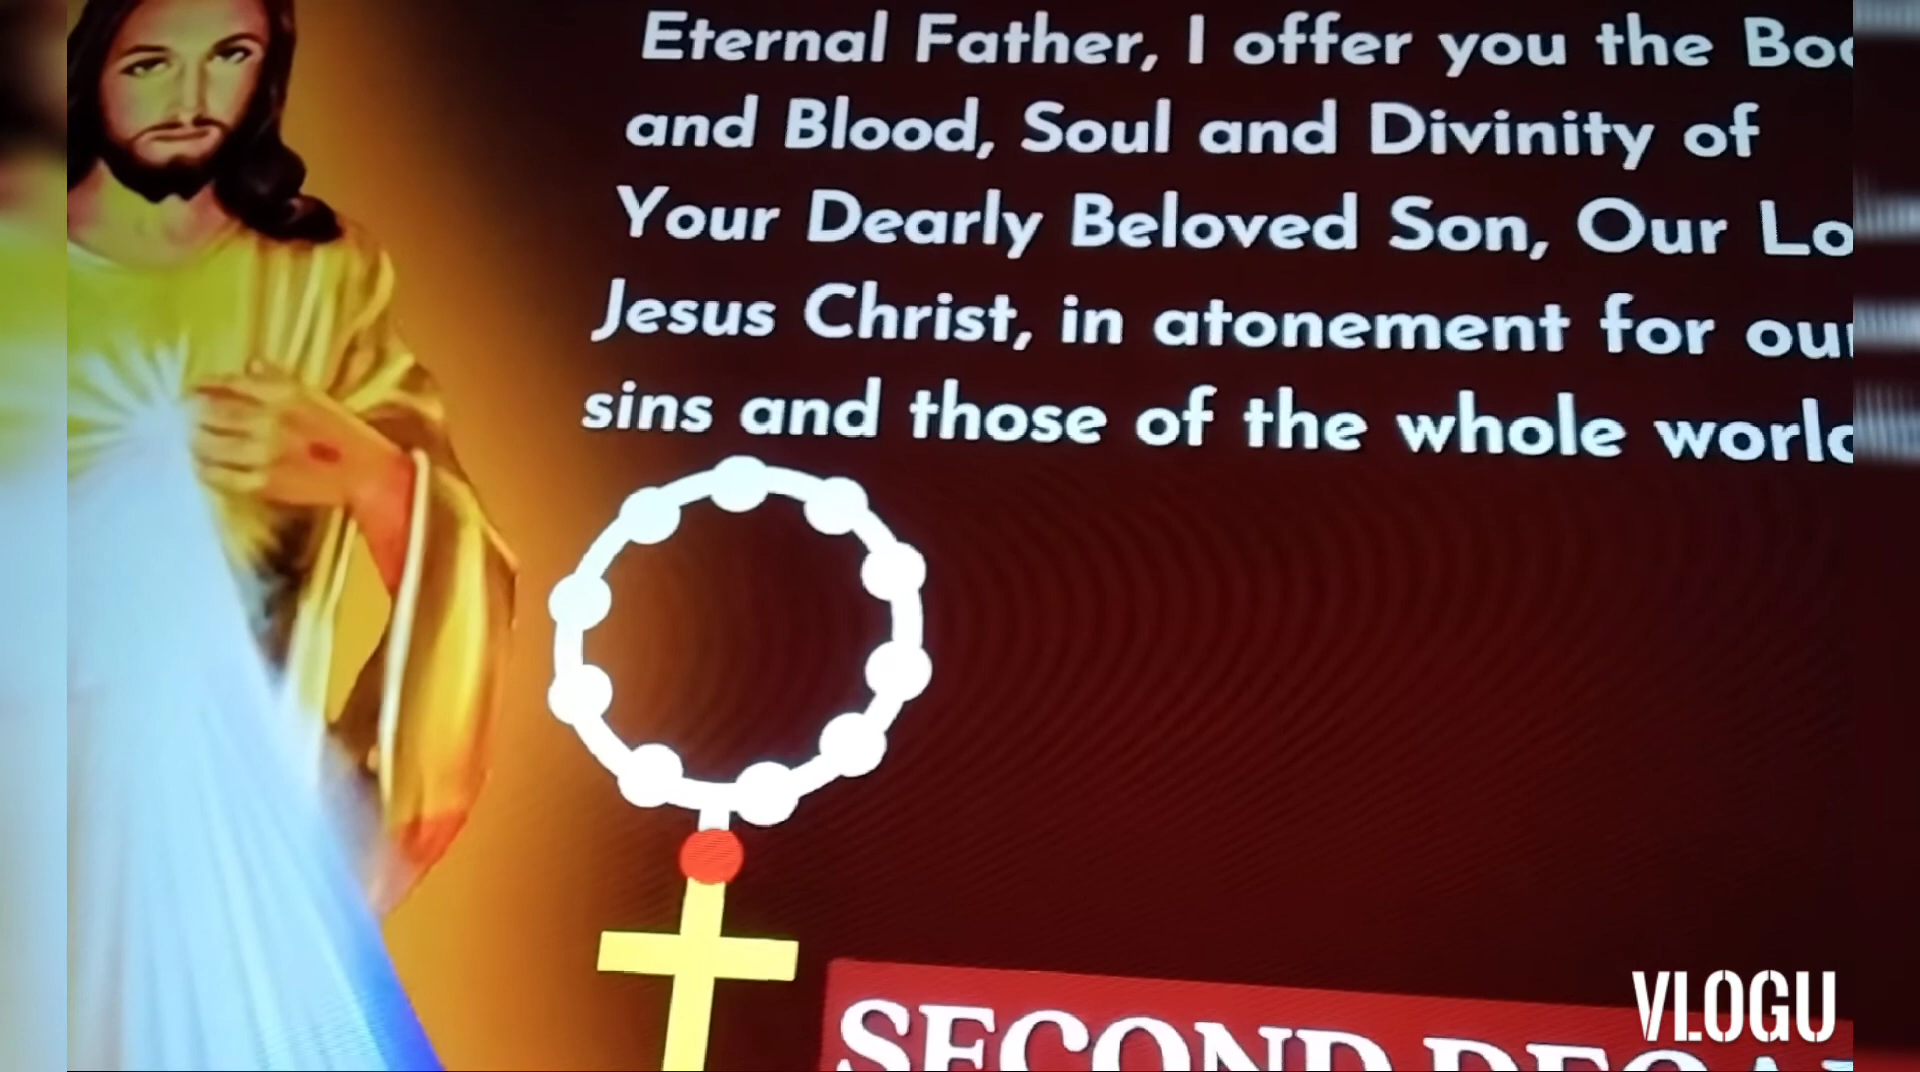 Eternal Father, I offer you the
and Blood, Soul and Divinity of
Your Dearly Beloved Son, Our
Jesus Christ, in atonement for
sins and those of the whole
SECOND
VLOGU